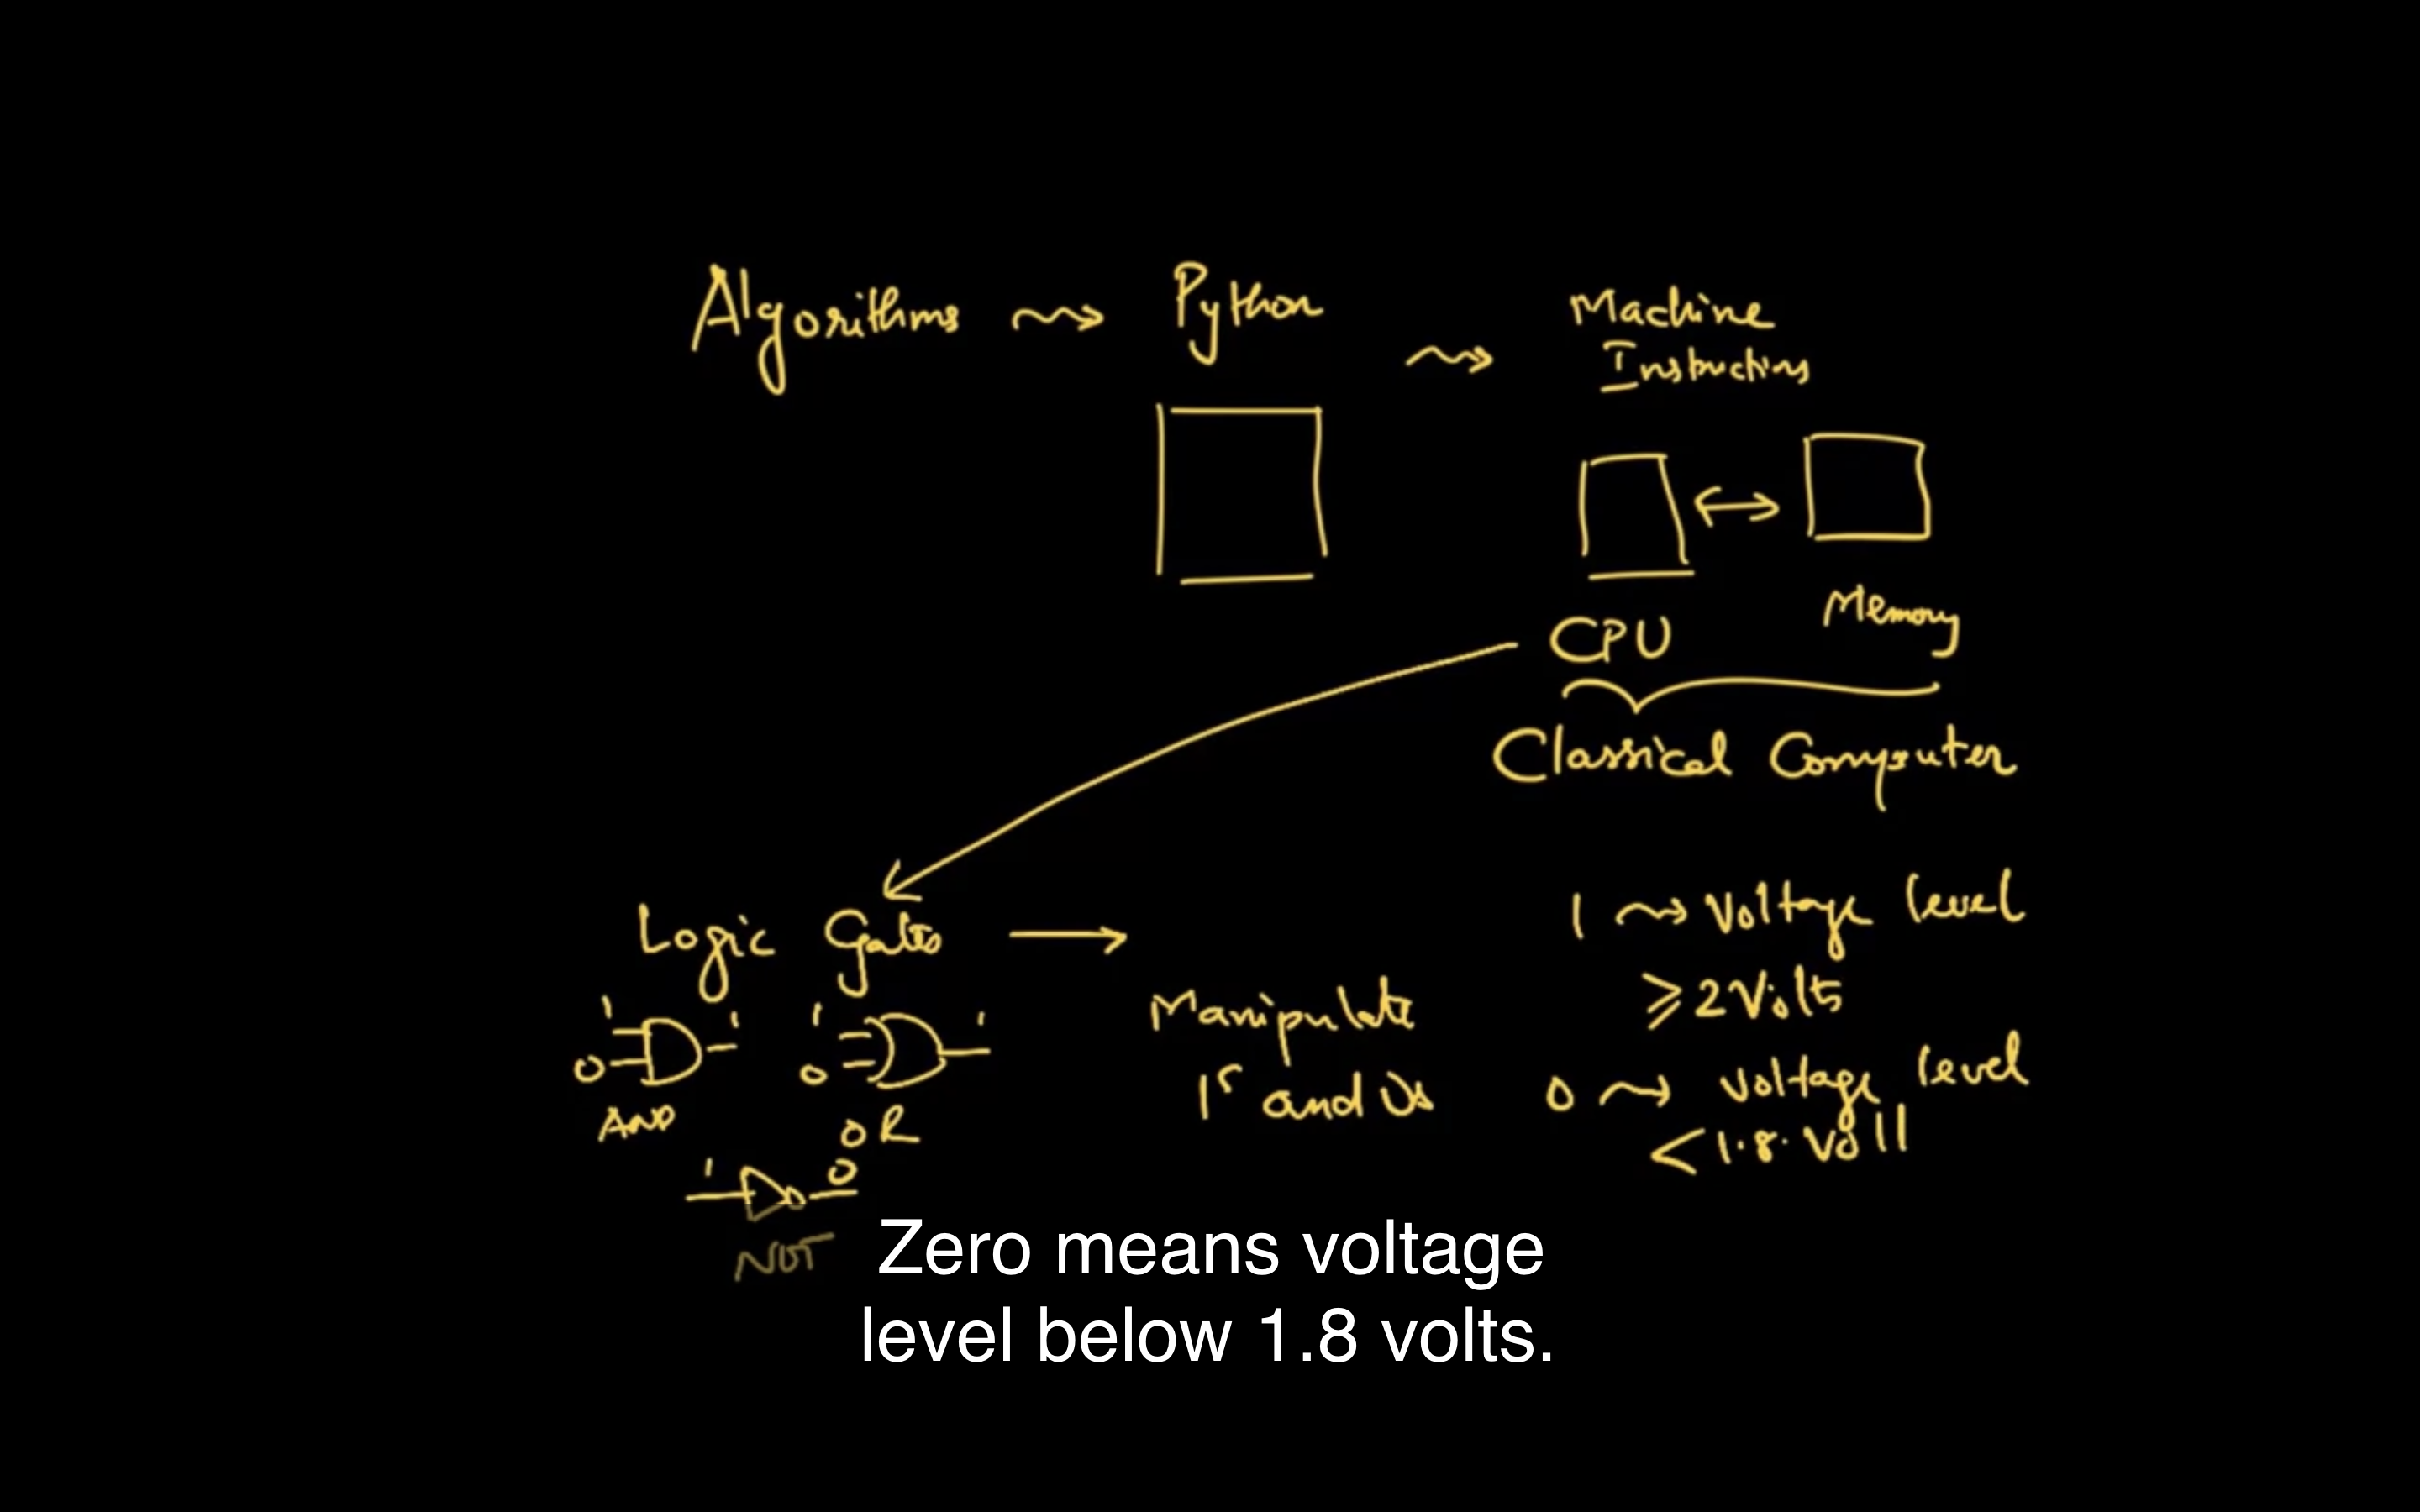 Algorithms
Python
Machine
Instructions
CPU
Memory
Classical Computer
Logic Gates
1 1
0
AND
1 1
0
OR
1 0
NOT
Manipulate
1s and 0s
1 Voltage level
≥ 2 Volts
0 voltage level
< 1.8 volt
Zero means voltage
level below 1.8 volts.